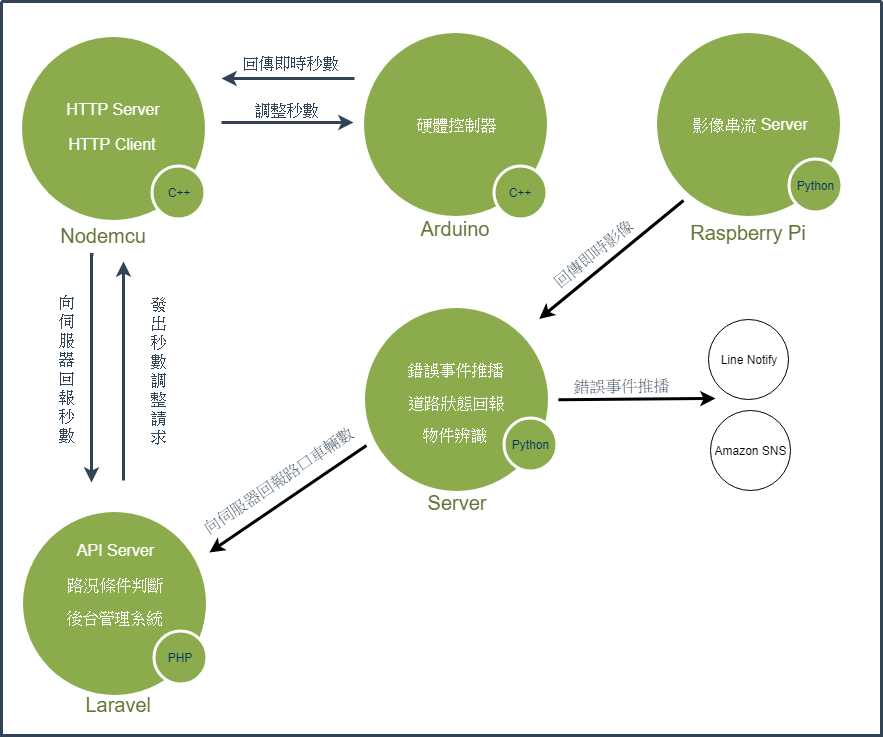 HTTP Server
HTTP Client
C++
Nodemcu
回傳即時秒數
調整秒數
硬體控制器
C++
Arduino
影像串流 Server
Python
Raspberry Pi
回傳即時影像
向伺服器回報秒數
發出秒數調整請求
錯誤事件推播
道路狀態回報
物件辨識
Python
Server
錯誤事件推播
Line Notify
Amazon SNS
向伺服器回報路口車輛數
API Server
路況條件判斷
後台管理系統
PHP
Laravel